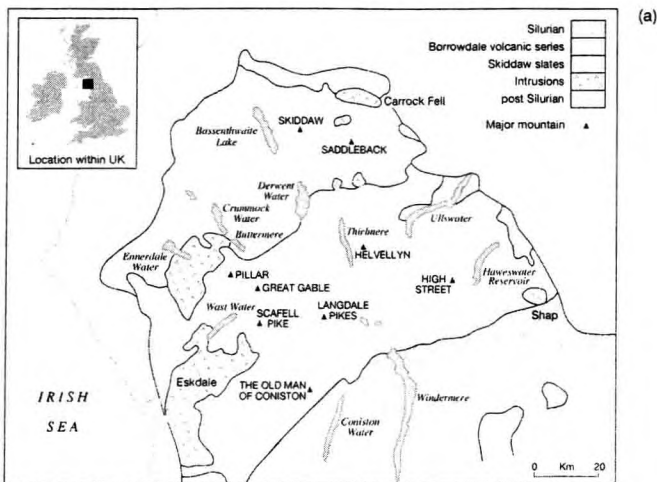 (a)
Silurian
Borrowdale volcanic series
Skiddaw slates
Intrusions
post Silurian
Major mountain
Location within UK
Carrock Fell
SKIDDAW
Bassenthwaite
Lake
SADDLEBACK
Derwent
Water
Crummock
Water
Buttermere
Ullswater
Thirlmere
HELVELLYN
Ennerdale
Water
PILLAR
GREAT GABLE
HIGH
STREET
Haweswater
Reservoir
Wast Water
SCAFELL
PIKE
LANGDALE
PIKES
Shap
Eskdale
THE OLD MAN
OF CONISTON
IRISH
SEA
Windermere
Coniston
Water
0 Km 20